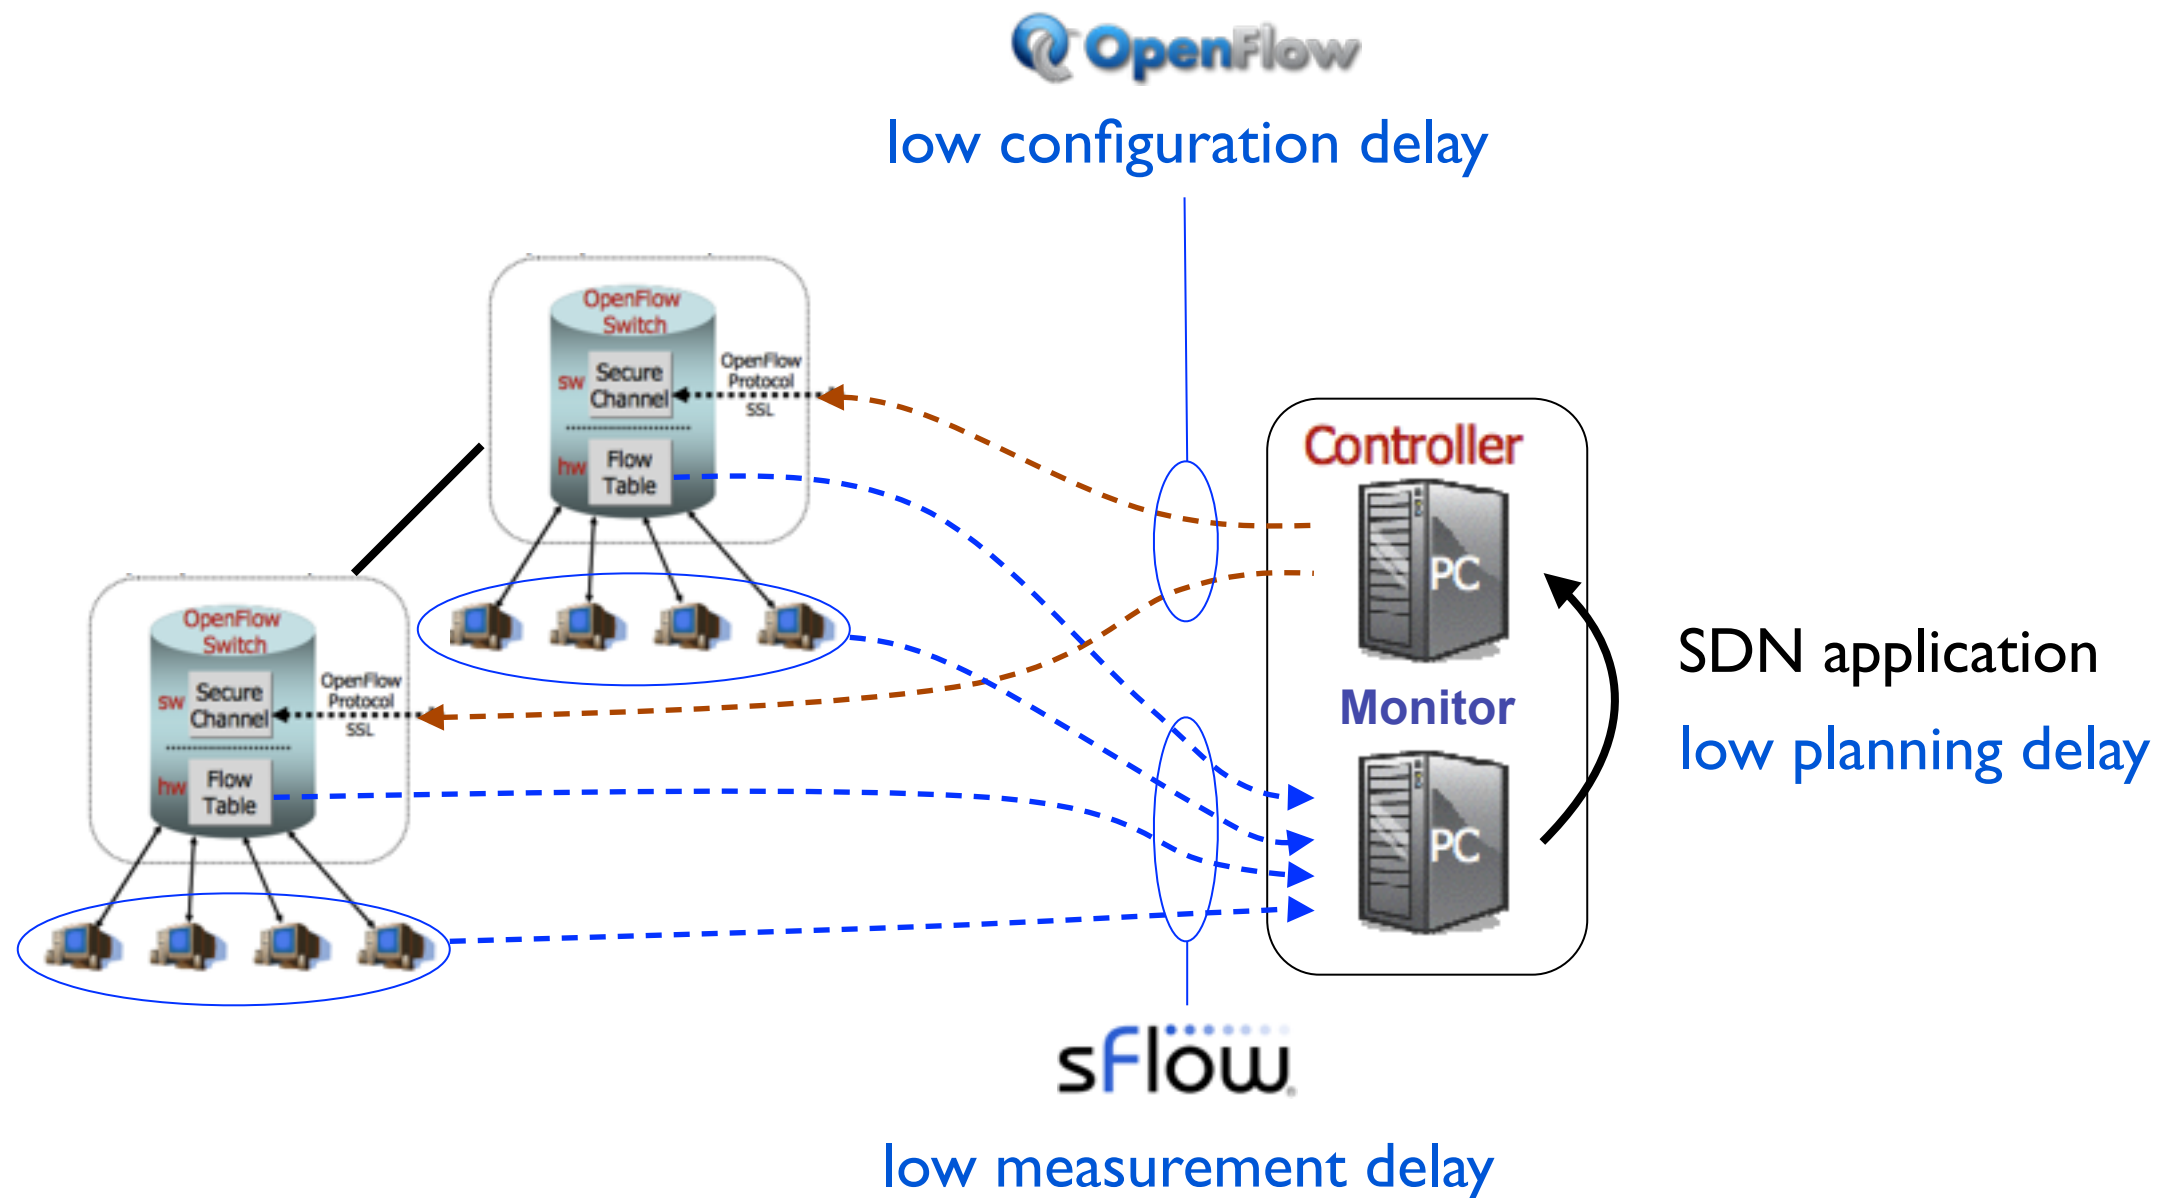 OpenFlow
low configuration delay
OpenFlow
Switch
sw
Secure
Channel
OpenFlow
Protocol
SSL
hw
Flow
Table
Controller
PC
OpenFlow
Switch
sw
Secure
Channel
OpenFlow
Protocol
SSL
hw
Flow
Table
Monitor
PC
SDN application
low planning delay
sFlow
low measurement delay